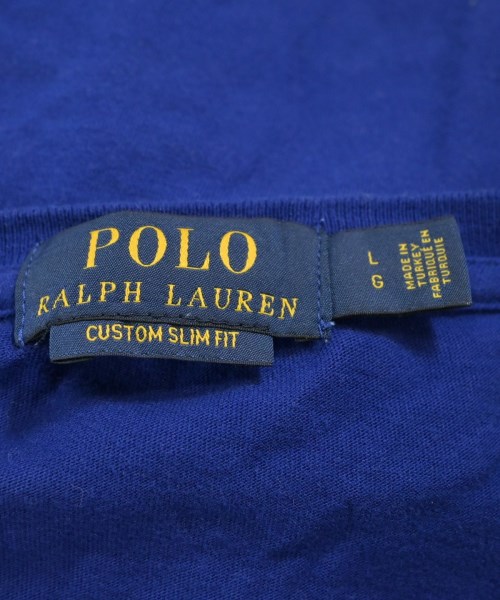 POLO
RALPH LAUREN
CUSTOM SLIM FIT
L
G
MADE IN
TURKEY
FABRIQUÉ EN
TURQUIE